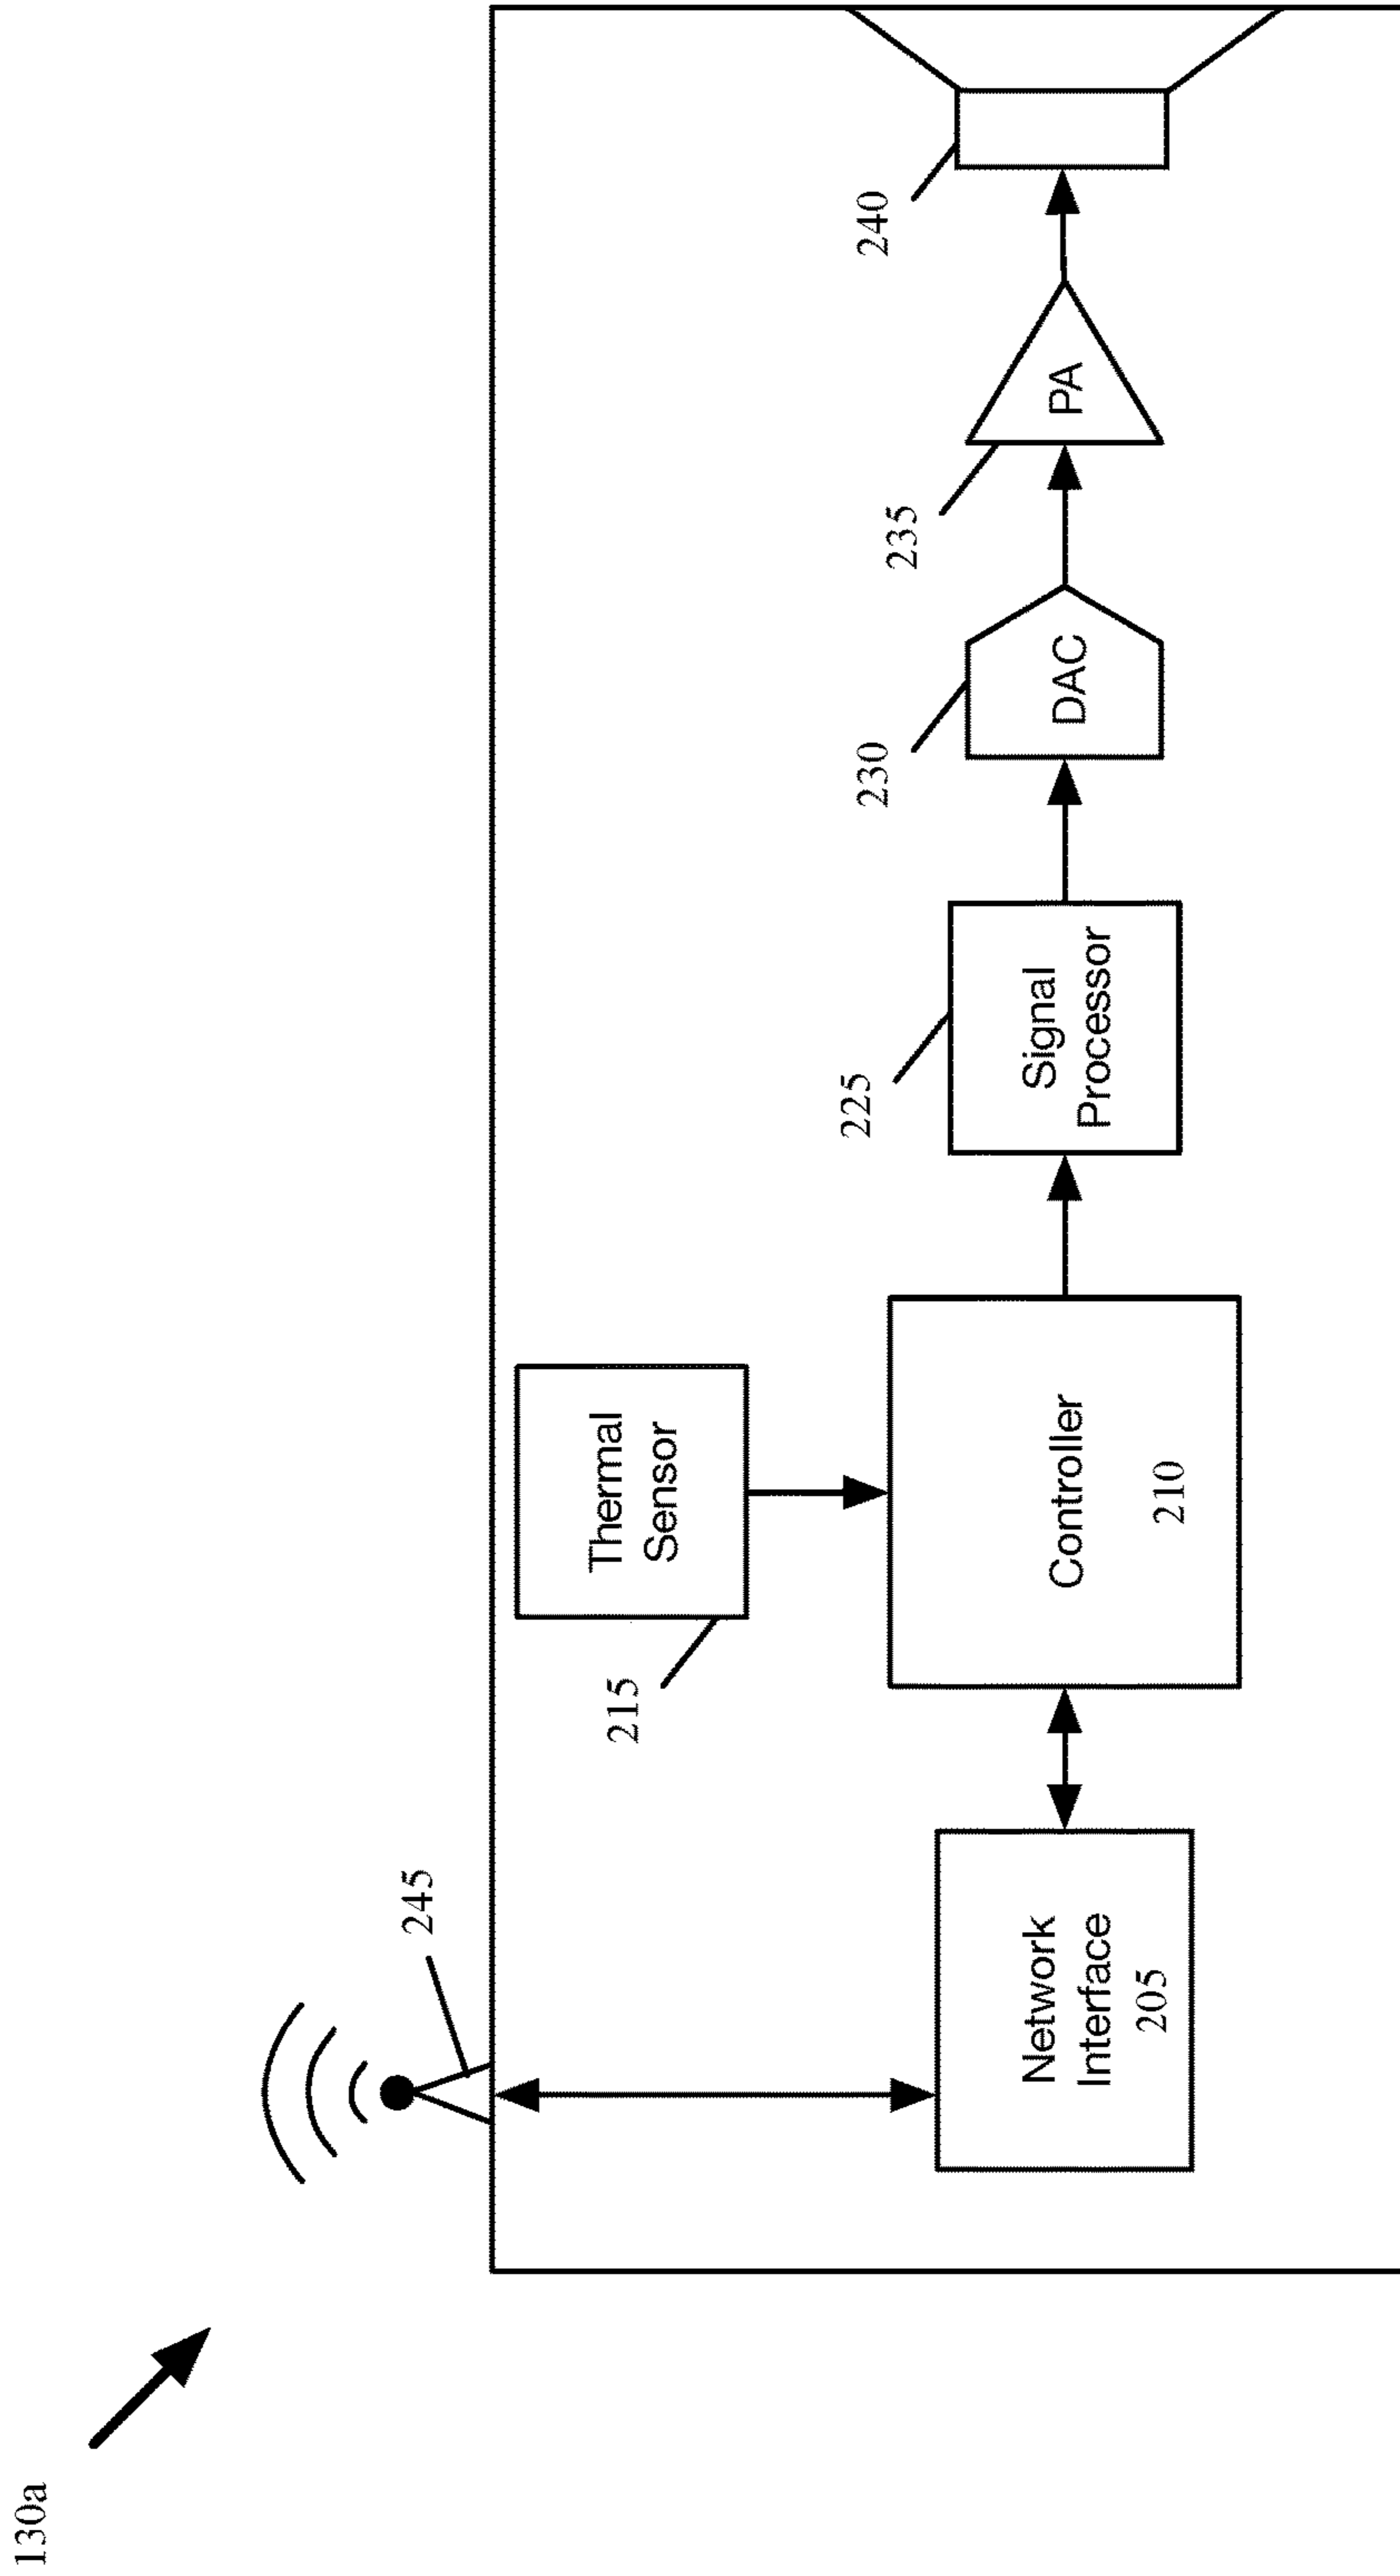 130a
245
Network
Interface
205
215
Thermal
Sensor
Controller
210
225
Signal
Processor
230
DAC
235
PA
240